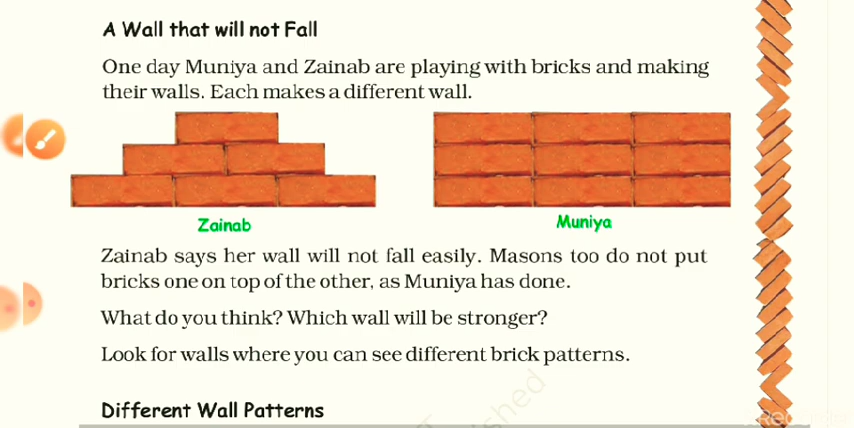 A Wall that will not Fall
One day Muniya and Zainab are playing with bricks and making
their walls. Each makes a different wall.
Zainab
Muniya
Zainab says her wall will not fall easily. Masons too do not put
bricks one on top of the other, as Muniya has done.
What do you think? Which wall will be stronger?
Look for walls where you can see different brick patterns.
Different Wall Patterns